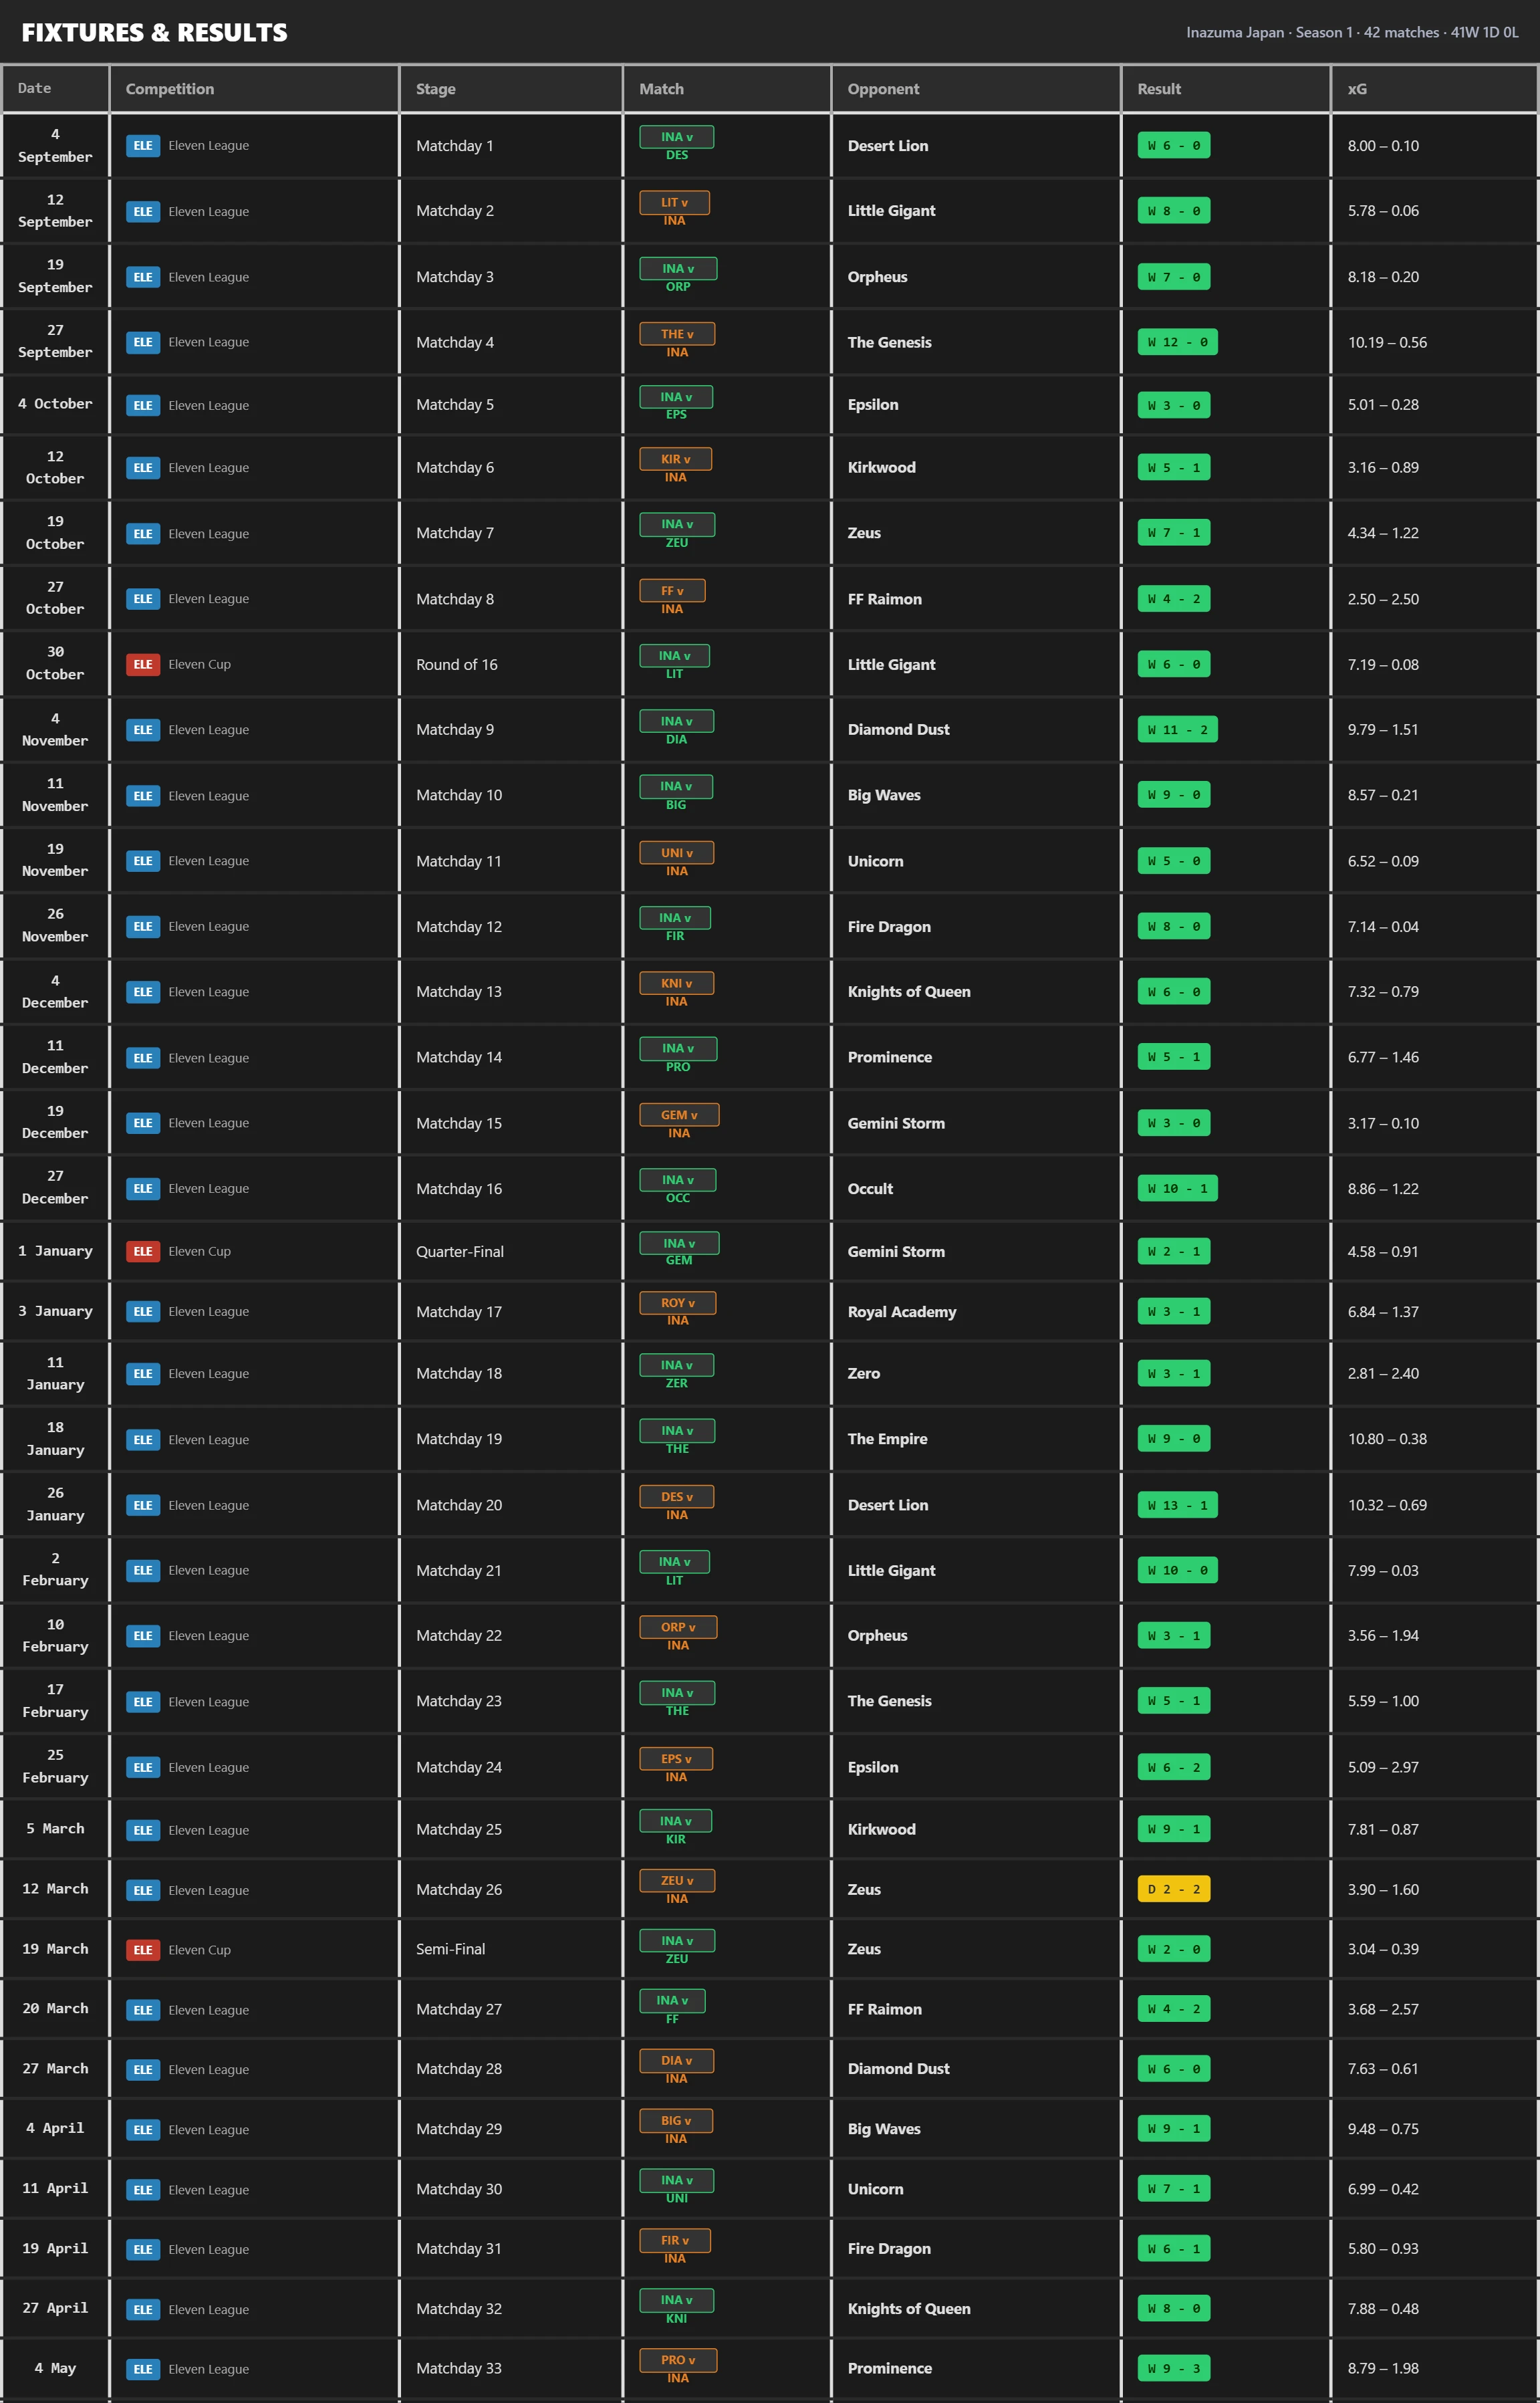 FIXTURES & RESULTS
Inazuma Japan · Season 1 · 42 matches · 41W 1D 0L
Date Competition Stage Match Opponent Result xG
4 September ELE Eleven League Matchday 1 INA v DES Desert Lion W 6 - 0 8.00 – 0.10
12 September ELE Eleven League Matchday 2 LIT v INA Little Gigant W 8 - 0 5.78 – 0.06
19 September ELE Eleven League Matchday 3 INA v ORP Orpheus W 7 - 0 8.18 – 0.20
27 September ELE Eleven League Matchday 4 THE v INA The Genesis W 12 - 0 10.19 – 0.56
4 October ELE Eleven League Matchday 5 INA v EPS Epsilon W 3 - 0 5.01 – 0.28
12 October ELE Eleven League Matchday 6 KIR v INA Kirkwood W 5 - 1 3.16 – 0.89
19 October ELE Eleven League Matchday 7 INA v ZEU Zeus W 7 - 1 4.34 – 1.22
27 October ELE Eleven League Matchday 8 FF v INA FF Raimon W 4 - 2 2.50 – 2.50
30 October ELE Eleven Cup Round of 16 INA v LIT Little Gigant W 6 - 0 7.19 – 0.08
4 November ELE Eleven League Matchday 9 INA v DIA Diamond Dust W 11 - 2 9.79 – 1.51
11 November ELE Eleven League Matchday 10 INA v BIG Big Waves W 9 - 0 8.57 – 0.21
19 November ELE Eleven League Matchday 11 UNI v INA Unicorn W 5 - 0 6.52 – 0.09
26 November ELE Eleven League Matchday 12 INA v FIR Fire Dragon W 8 - 0 7.14 – 0.04
4 December ELE Eleven League Matchday 13 KNI v INA Knights of Queen W 6 - 0 7.32 – 0.79
11 December ELE Eleven League Matchday 14 INA v PRO Prominence W 5 - 1 6.77 – 1.46
19 December ELE Eleven League Matchday 15 GEM v INA Gemini Storm W 3 - 0 3.17 – 0.10
27 December ELE Eleven League Matchday 16 INA v OCC Occult W 10 - 1 8.86 – 1.22
1 January ELE Eleven Cup Quarter-Final INA v GEM Gemini Storm W 2 - 1 4.58 – 0.91
3 January ELE Eleven League Matchday 17 ROY v INA Royal Academy W 3 - 1 6.84 – 1.37
11 January ELE Eleven League Matchday 18 INA v ZER Zero W 3 - 1 2.81 – 2.40
18 January ELE Eleven League Matchday 19 INA v THE The Empire W 9 - 0 10.80 – 0.38
26 January ELE Eleven League Matchday 20 DES v INA Desert Lion W 13 - 1 10.32 – 0.69
2 February ELE Eleven League Matchday 21 INA v LIT Little Gigant W 10 - 0 7.99 – 0.03
10 February ELE Eleven League Matchday 22 ORP v INA Orpheus W 3 - 1 3.56 – 1.94
17 February ELE Eleven League Matchday 23 INA v THE The Genesis W 5 - 1 5.59 – 1.00
25 February ELE Eleven League Matchday 24 EPS v INA Epsilon W 6 - 2 5.09 – 2.97
5 March ELE Eleven League Matchday 25 INA v KIR Kirkwood W 9 - 1 7.81 – 0.87
12 March ELE Eleven League Matchday 26 ZEU v INA Zeus D 2 - 2 3.90 – 1.60
19 March ELE Eleven Cup Semi-Final INA v ZEU Zeus W 2 - 0 3.04 – 0.39
20 March ELE Eleven League Matchday 27 INA v FF FF Raimon W 4 - 2 3.68 – 2.57
27 March ELE Eleven League Matchday 28 DIA v INA Diamond Dust W 6 - 0 7.63 – 0.61
4 April ELE Eleven League Matchday 29 BIG v INA Big Waves W 9 - 1 9.48 – 0.75
11 April ELE Eleven League Matchday 30 INA v UNI Unicorn W 7 - 1 6.99 – 0.42
19 April ELE Eleven League Matchday 31 FIR v INA Fire Dragon W 6 - 1 5.80 – 0.93
27 April ELE Eleven League Matchday 32 INA v KNI Knights of Queen W 8 - 0 7.88 – 0.48
4 May ELE Eleven League Matchday 33 PRO v INA Prominence W 9 - 3 8.79 – 1.98